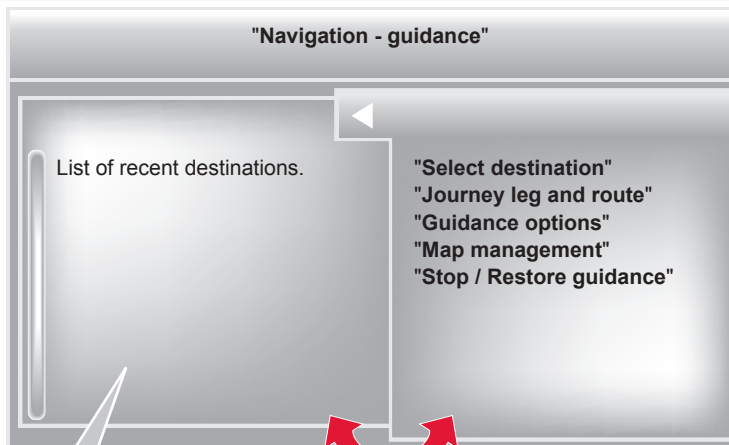 "Navigation - guidance"
List of recent destinations.
"Select destination"
"Journey leg and route"
"Guidance options"
"Map management"
"Stop / Restore guidance"